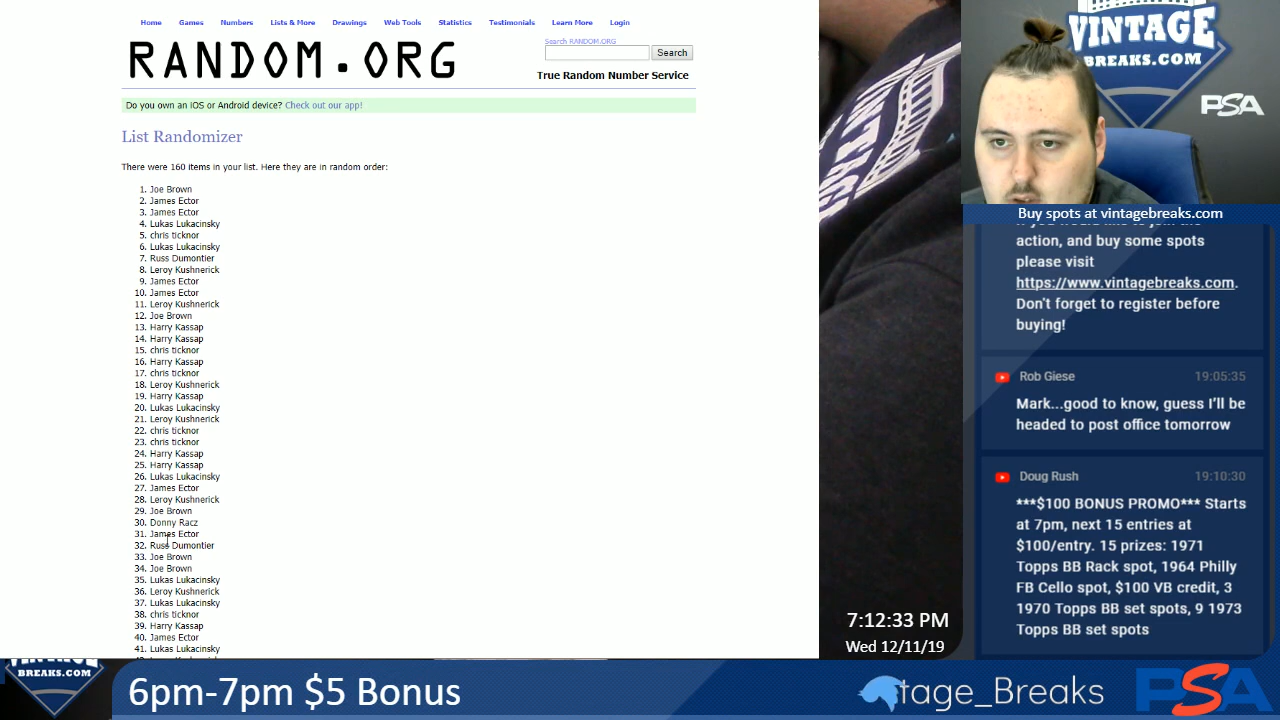 Home Games Numbers Lists & More Drawings Web Tools Statistics Testimonials Learn More Login
RANDOM.ORG
Search RANDOM.ORG
Search
True Random Number Service
Do you own an iOS or Android device? Check out our app!
List Randomizer
There were 160 items in your list. Here they are in random order:
1. Joe Brown
2. James Ector
3. James Ector
4. Lukas Lukacinsky
5. chris ticknor
6. Lukas Lukacinsky
7. Russ Dumontier
8. Leroy Kushnerick
9. James Ector
10. James Ector
11. Leroy Kushnerick
12. Joe Brown
13. Harry Kassap
14. Harry Kassap
15. chris ticknor
16. Harry Kassap
17. chris ticknor
18. Leroy Kushnerick
19. Harry Kassap
20. Lukas Lukacinsky
21. Leroy Kushnerick
22. chris ticknor
23. chris ticknor
24. Harry Kassap
25. Harry Kassap
26. Lukas Lukacinsky
27. James Ector
28. Leroy Kushnerick
29. Joe Brown
30. Donny Racz
31. James Ector
32. Russ Dumontier
33. Joe Brown
34. Joe Brown
35. Lukas Lukacinsky
36. Leroy Kushnerick
37. Lukas Lukacinsky
38. chris ticknor
39. Harry Kassap
40. James Ector
41. Lukas Lukacinsky
VINTAGE
BREAKS.COM
PSA
Buy spots at vintagebreaks.com
action, and buy some spots
please visit
https://www.vintagebreaks.com.
Don't forget to register before
buying!
Rob Giese 19:05:35
Mark...good to know, guess I'll be
headed to post office tomorrow
Doug Rush 19:10:30
***$100 BONUS PROMO*** Starts
at 7pm, next 15 entries at
$100/entry. 15 prizes: 1971
Topps BB Rack spot, 1964 Philly
FB Cello spot, $100 VB credit, 3
1970 Topps BB set spots, 9 1973
Topps BB set spots
7:12:33 PM
Wed 12/11/19
BREAKS.COM
6pm-7pm $5 Bonus
tage_Breaks
PSA